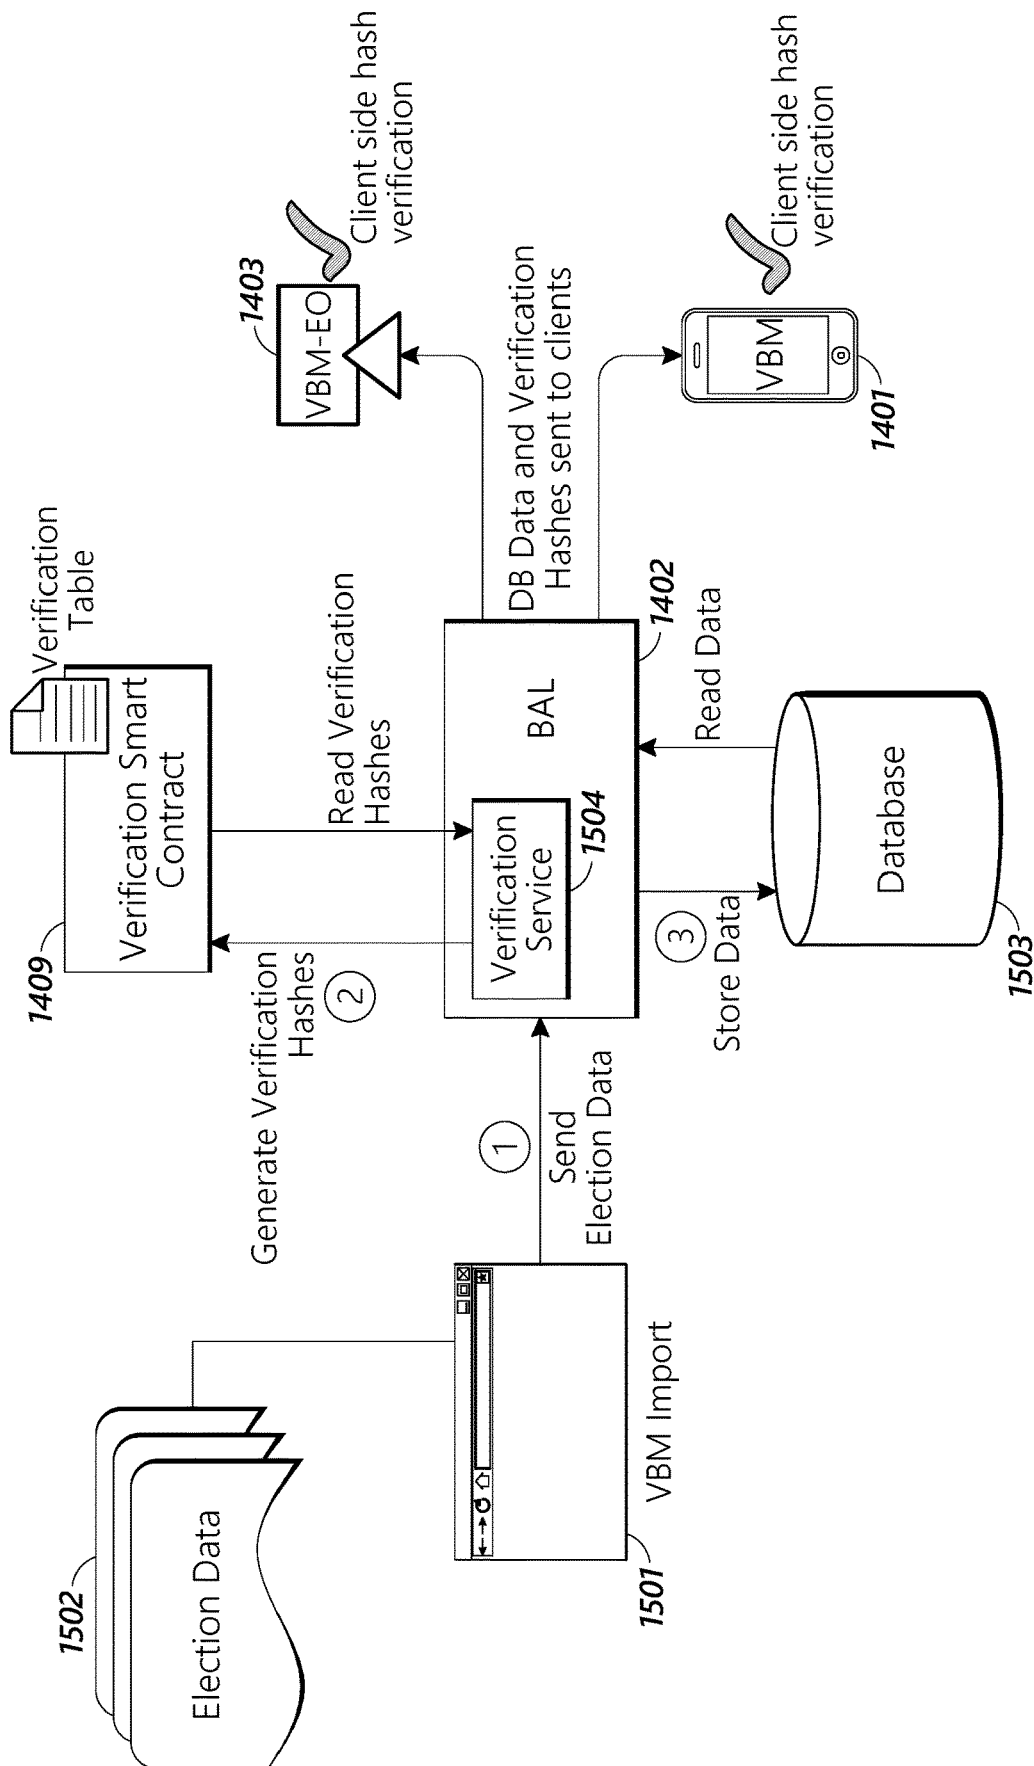 1502
Election Data
1501
VBM Import
1
Send
Election Data
Generate Verification
Hashes
2
1409
Verification Smart
Contract
Verification
Table
Read Verification
Hashes
Verification
Service
1504
BAL
1402
3
Store Data
Read Data
Database
1503
DB Data and Verification
Hashes sent to clients
1403
VBM-EO
Client side hash
verification
VBM
1401
Client side hash
verification